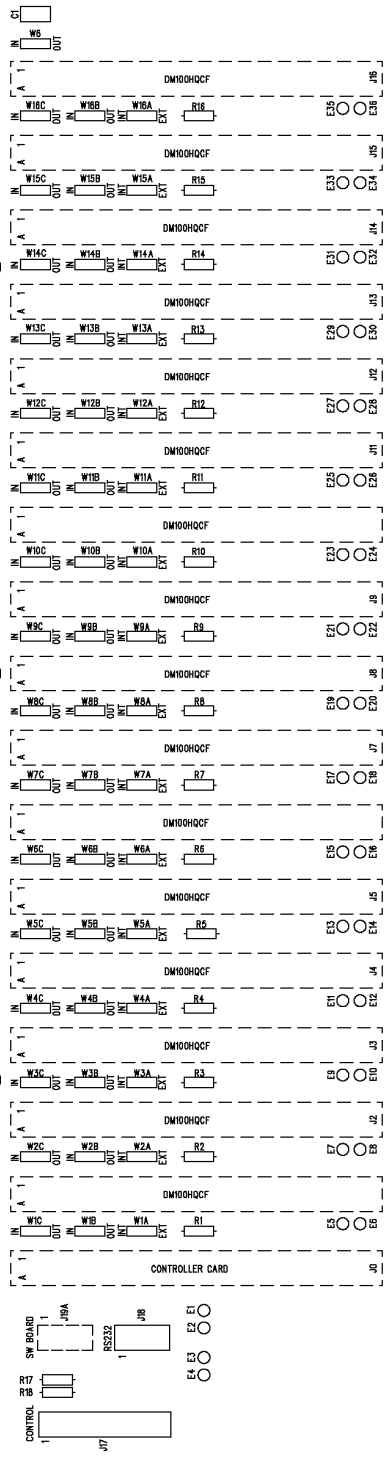 C1
IN W6 OUT
A 1 DM100HQCF J16
IN W16C OUT IN W16B OUT INT W16A EXT R16 E35 E36
A 1 DM100HQCF J15
IN W15C OUT IN W15B OUT INT W15A EXT R15 E33 E34
A 1 DM100HQCF J14
IN W14C OUT IN W14B OUT INT W14A EXT R14 E31 E32
A 1 DM100HQCF J13
IN W13C OUT IN W13B OUT INT W13A EXT R13 E29 E30
A 1 DM100HQCF J12
IN W12C OUT IN W12B OUT INT W12A EXT R12 E27 E28
A 1 DM100HQCF J11
IN W11C OUT IN W11B OUT INT W11A EXT R11 E25 E26
A 1 DM100HQCF
IN W10C OUT IN W10B OUT INT W10A EXT R10 E23 E24
A 1 DM100HQCF J9
IN W9C OUT IN W9B OUT INT W9A EXT R9 E21 E22
A 1 DM100HQCF J8
IN W8C OUT IN W8B OUT INT W8A EXT R8 E19 E20
A 1 DM100HQCF J7
IN W7C OUT IN W7B OUT INT W7A EXT R7 E17 E18
A 1 DM100HQCF
IN W6C OUT IN W6B OUT INT W6A EXT R6 E15 E16
A 1 DM100HQCF J5
IN W5C OUT IN W5B OUT INT W5A EXT R5 E13 E14
A 1 DM100HQCF J4
IN W4C OUT IN W4B OUT INT W4A EXT R4 E11 E12
A 1 DM100HQCF J3
IN W3C OUT IN W3B OUT INT W3A EXT R3 E9 E10
A 1 DM100HQCF J2
IN W2C OUT IN W2B OUT INT W2A EXT R2 E7 E8
A 1 DM100HQCF
IN W1C OUT IN W1B OUT INT W1A EXT R1 E5 E6
A 1 CONTROLLER CARD J0
SW BOARD 1 J19A
RS232 1 J18
E1
E2
E3
E4
R17
R18
CONTROL 1 J17